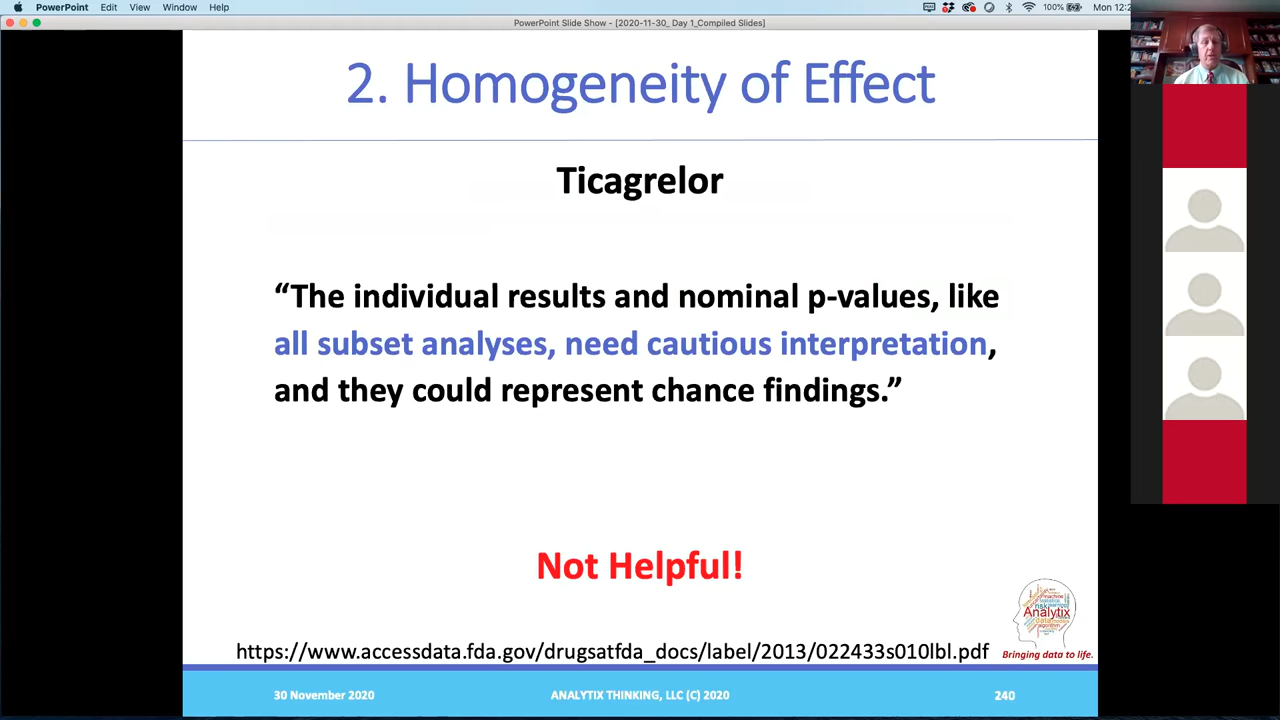 PowerPoint Edit View Window Help 100% Mon 12:2
PowerPoint Slide Show - [2020-11-30_ Day 1_Compiled Slides]
2. Homogeneity of Effect
Ticagrelor
“The individual results and nominal p-values, like
all subset analyses, need cautious interpretation,
and they could represent chance findings.”
Not Helpful!
Analytix
Bringing data to life.
https://www.accessdata.fda.gov/drugsatfda_docs/label/2013/022433s010lbl.pdf
30 November 2020 ANALYTIX THINKING, LLC (C) 2020 240